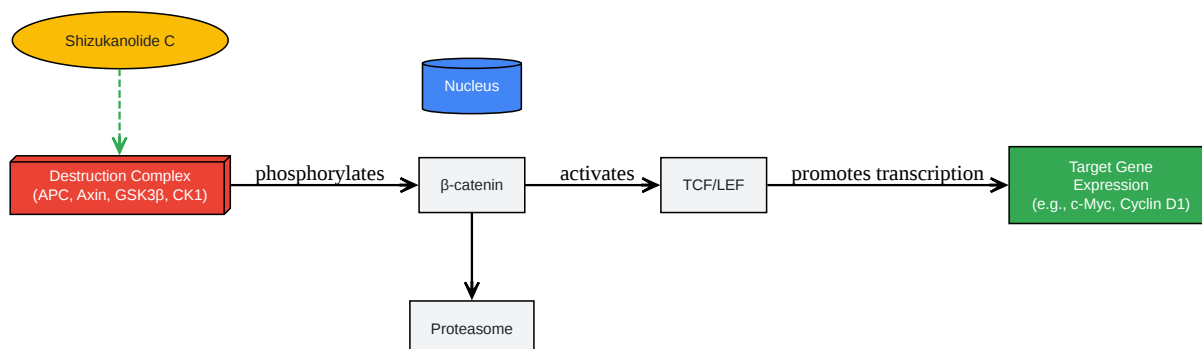 Shizukanolide C
Nucleus
Destruction Complex
(APC, Axin, GSK3β, CK1)
phosphorylates
β-catenin
activates
TCF/LEF
promotes transcription
Target Gene
Expression
(e.g., c-Myc, Cyclin D1)
Proteasome